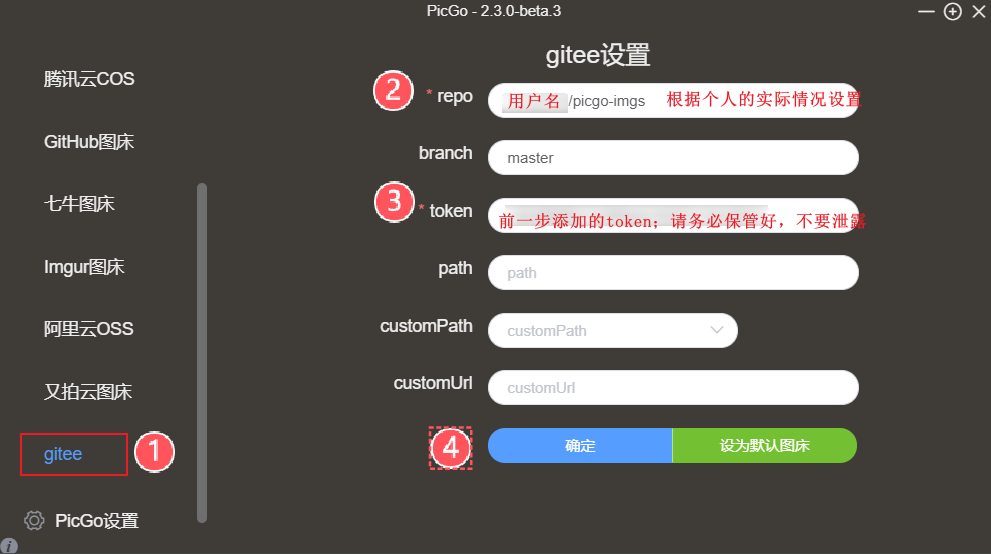 PicGo - 2.3.0-beta.3
gitee设置
腾讯云COS
GitHub图床
七牛图床
Imgur图床
阿里云OSS
又拍云图床
gitee
1
PicGo设置
2
* repo
用户名/picgo-imgs 根据个人的实际情况设置
branch
master
3
* token
前一步添加的token；请务必保管好，不要泄露
path
path
customPath
customPath
customUrl
customUrl
4
确定
设为默认图床
i